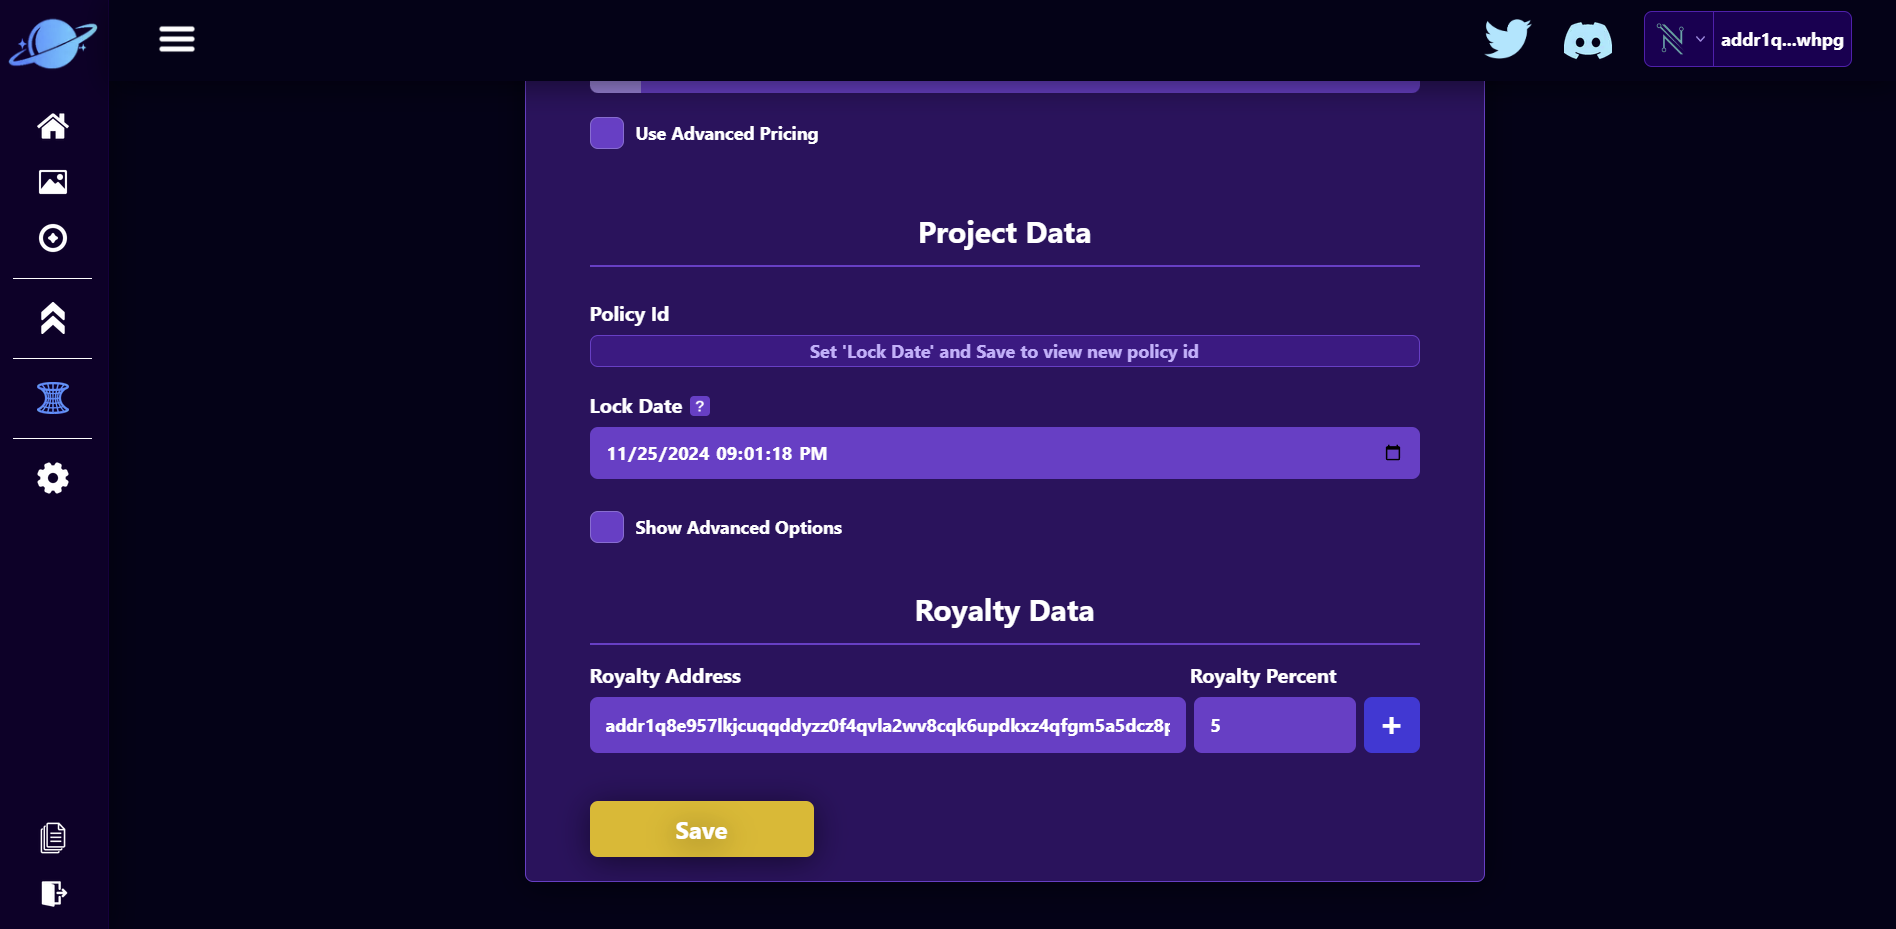 addr1q...whpg
Use Advanced Pricing
Project Data
Policy Id
Set 'Lock Date' and Save to view new policy id
Lock Date ?
11/25/2024 09:01:18 PM
Show Advanced Options
Royalty Data
Royalty Address Royalty Percent
addr1q8e957lkjcuqqddyzz0f4qvla2wv8cqk6updkxz4qfgm5a5dcz8p 5 +
Save